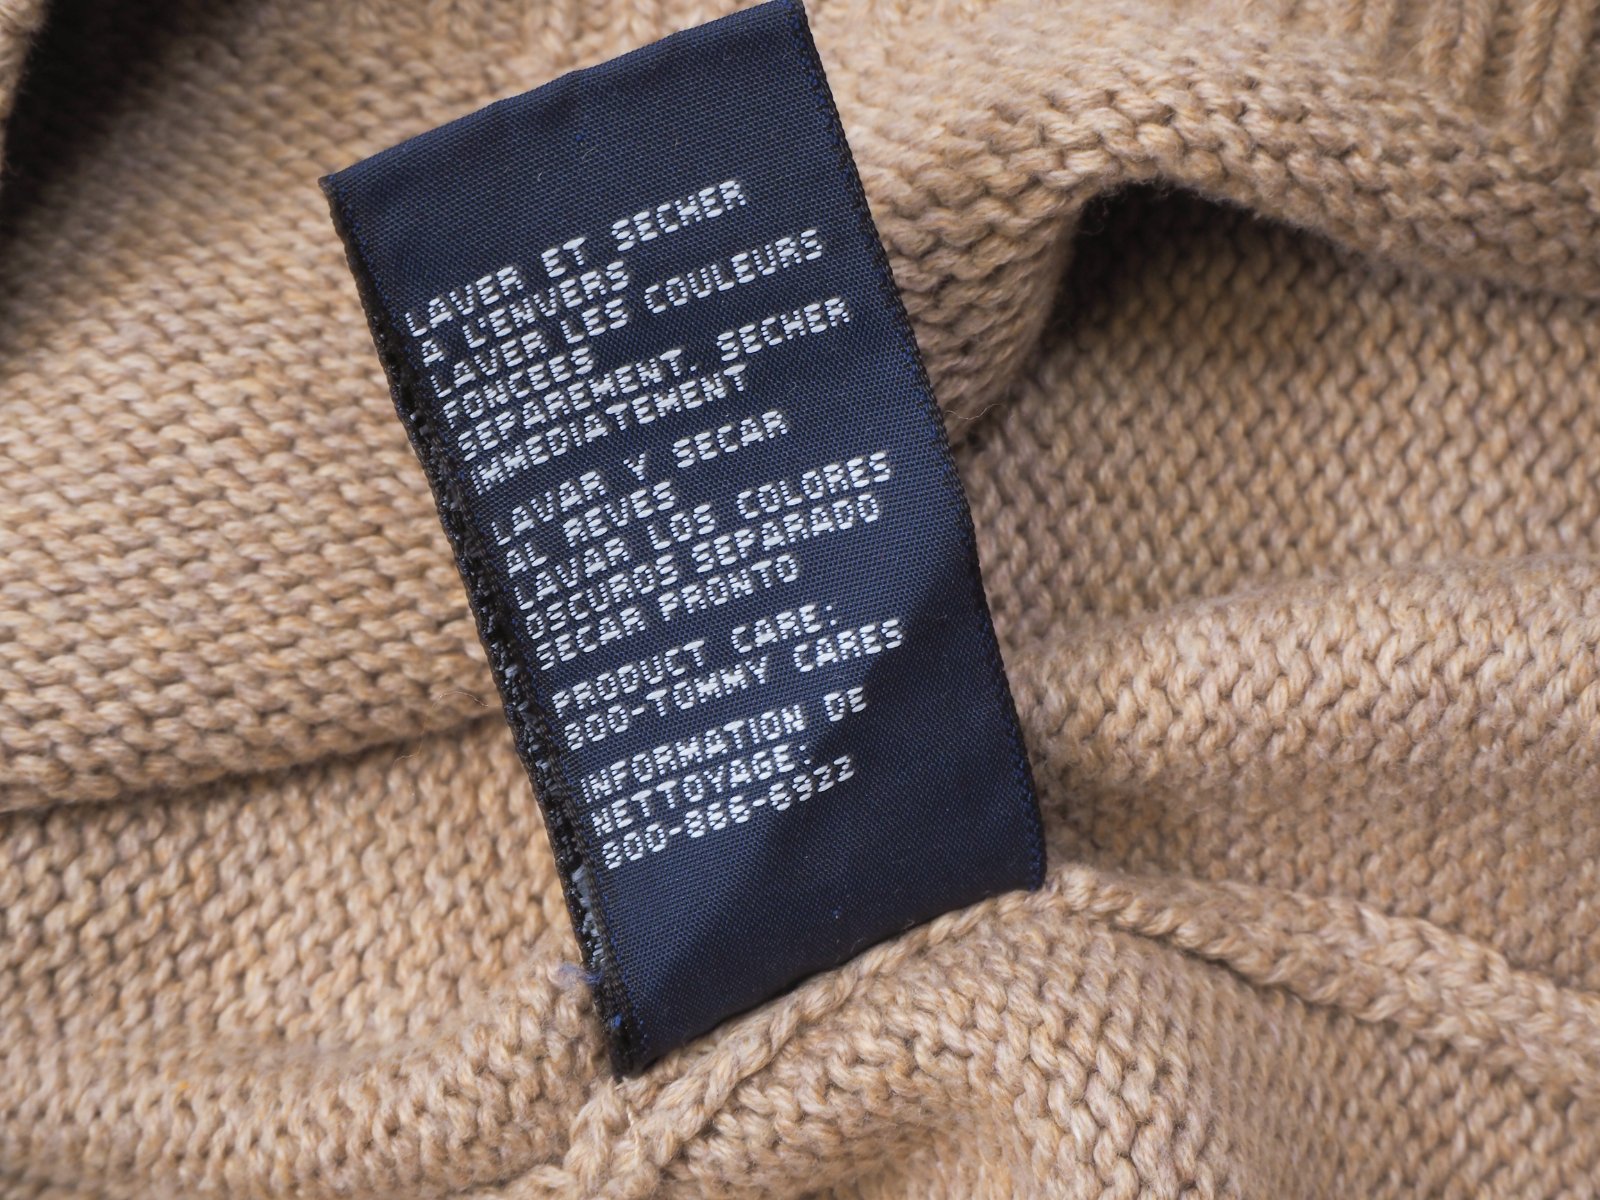 LAVER ET SECHER
A L'ENVERS
LAVER LES COULEURS
FONCEES
SEPAREMENT. SECHER
IMMEDIATEMENT
LAVAR Y SECAR
AL REVES
LAVAR LOS COLORES
OSCUROS SEPARADO
SECAR PRONTO
PRODUCT CARE:
800-TOMMY CARES
INFORMATION DE
NETTOYAGE:
800-866-6922